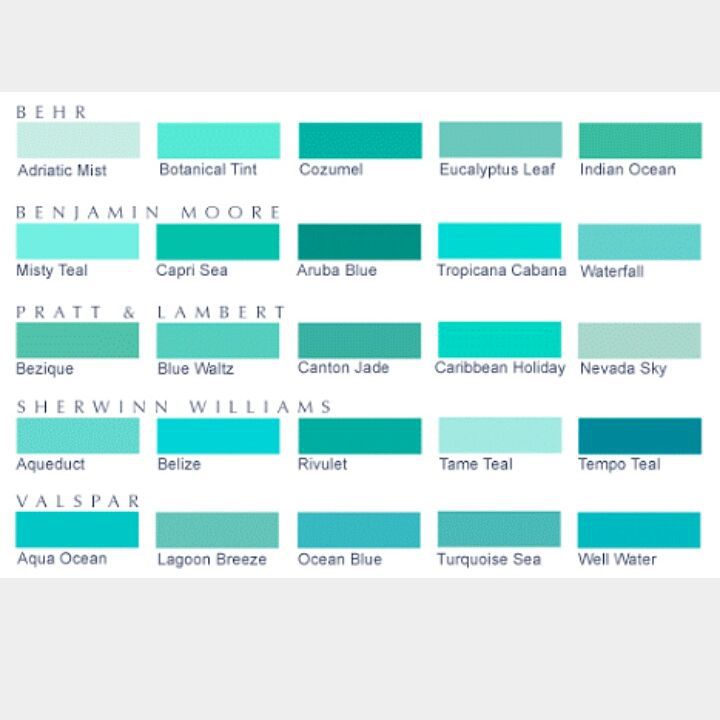 BEHR
Adriatic Mist Botanical Tint Cozumel Eucalyptus Leaf Indian Ocean
BENJAMIN MOORE
Misty Teal Capri Sea Aruba Blue Tropicana Cabana Waterfall
PRATT & LAMBERT
Bezique Blue Waltz Canton Jade Caribbean Holiday Nevada Sky
SHERWINN WILLIAMS
Aqueduct Belize Rivulet Tame Teal Tempo Teal
VALSPAR
Aqua Ocean Lagoon Breeze Ocean Blue Turquoise Sea Well Water